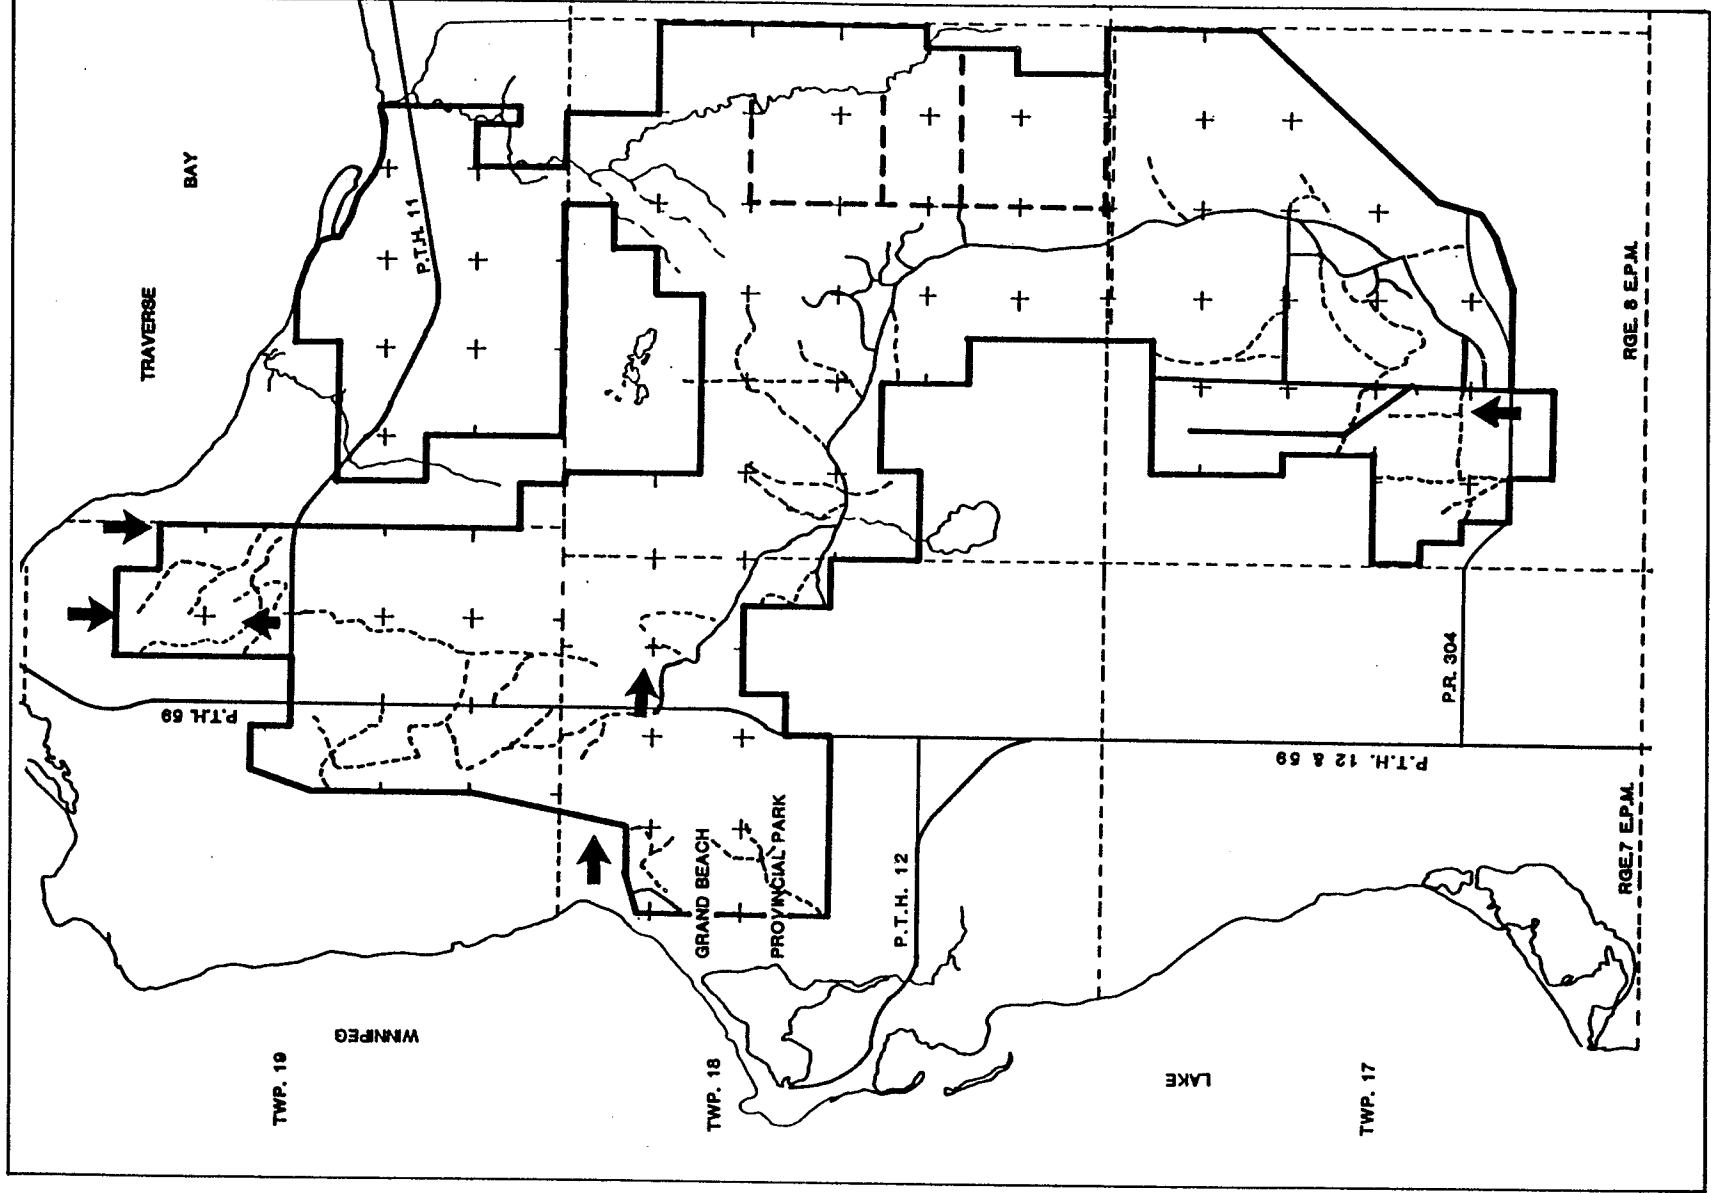 TRAVERSE
BAY
P.T.H. 11
P.T.H. 59
WINNIPEG
LAKE
TWP. 19
TWP. 18
TWP. 17
GRAND BEACH
PROVINCIAL PARK
P.T.H. 12
P.T.H. 12 & 59
P.R. 304
RGE.7 E.P.M.
RGE. 8 E.P.M.